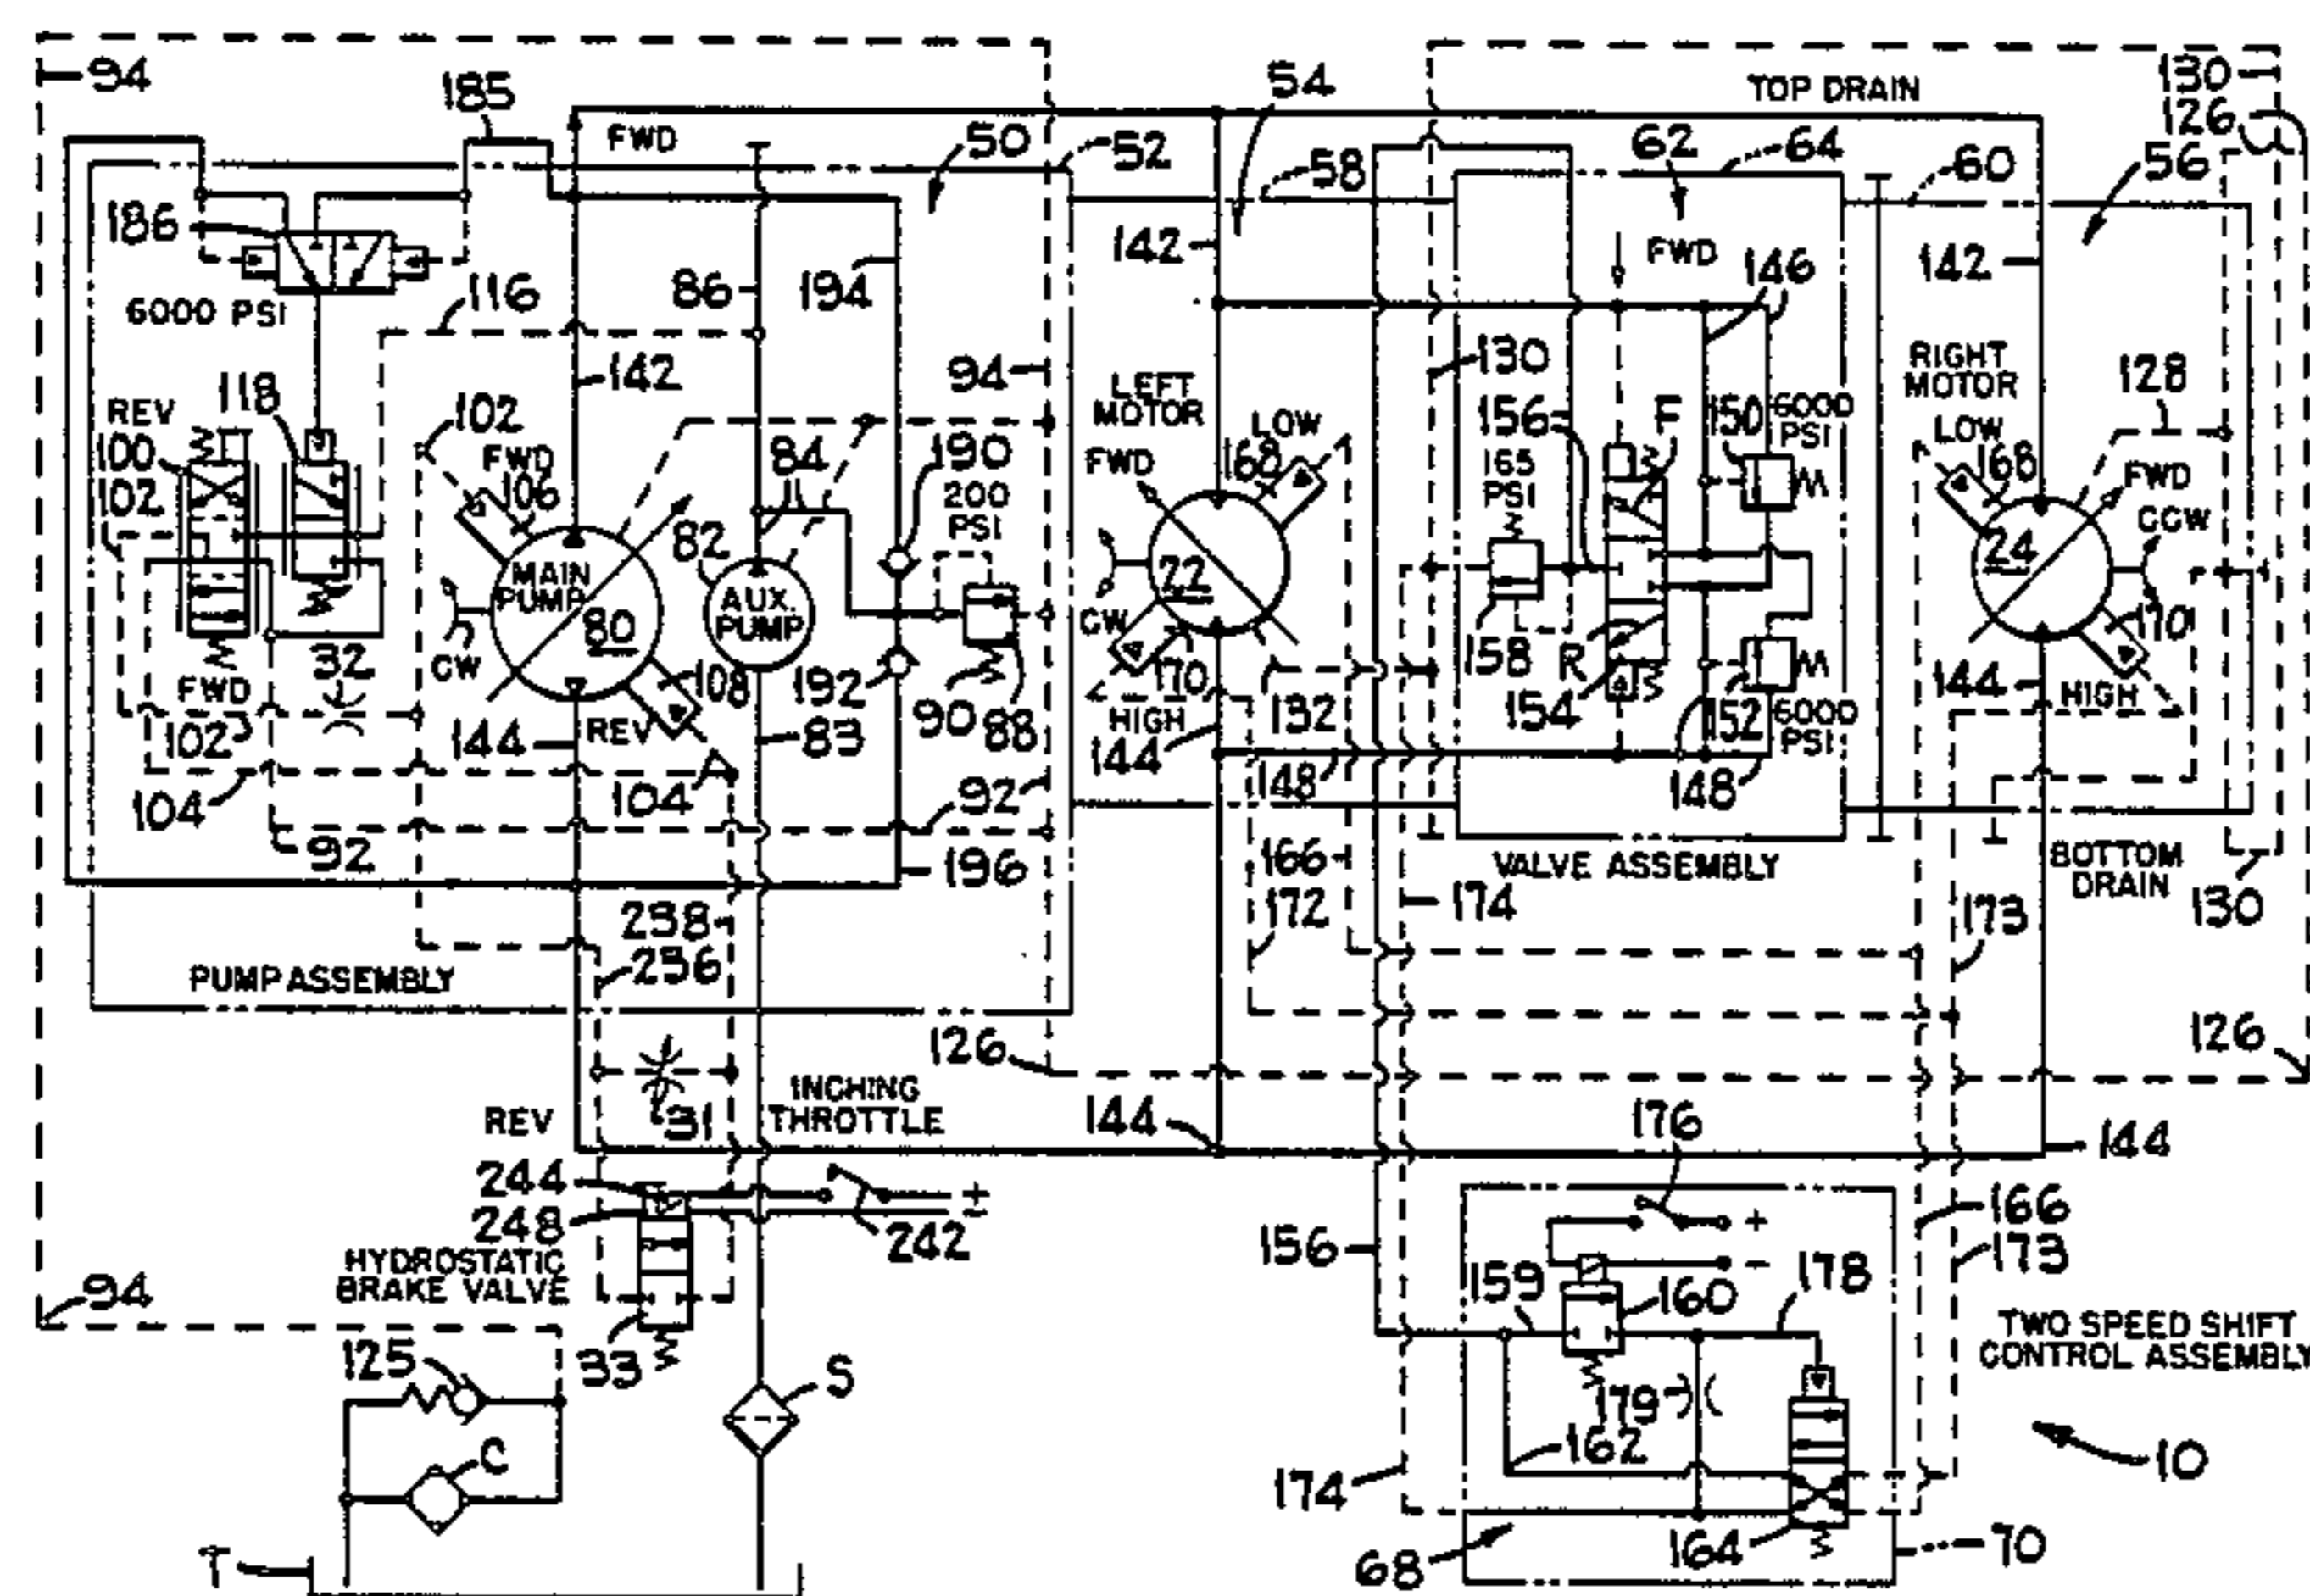 94
185
FWD
50
52
54
130
TOP DRAIN
130
126
62
64
58
60
56
186
6000 PSI
116
86
194
142
FWD
146
142
142
94
130
LEFT
MOTOR
RIGHT
MOTOR
128
REV
118
100
102
102
FWD
106
84
190
200
PSI
FWD
LOW
168
156
165
PSI
F
150
6000
PSI
LOW
168
FWD
CCW
82
MAIN
PUMP
80
AUX.
PUMP
22
24
CW
CW
170
HIGH
158
R
154
170
HIGH
32
FWD
102
144
REV
108
192
83
90
88
132
144
148
152
6000
PSI
148
144
104
104
92
92
196
166
172
VALVE ASSEMBLY
174
BOTTOM
DRAIN
130
173
238
236
PUMP ASSEMBLY
126
126
REV
31
INCHING
THROTTLE
144
176
144
244
248
242
+
−
HYDROSTATIC
BRAKE VALVE
94
33
125
S
C
T
156
159
+
−
160
178
166
173
TWO SPEED SHIFT
CONTROL ASSEMBLY
179
162
174
164
68
70
10